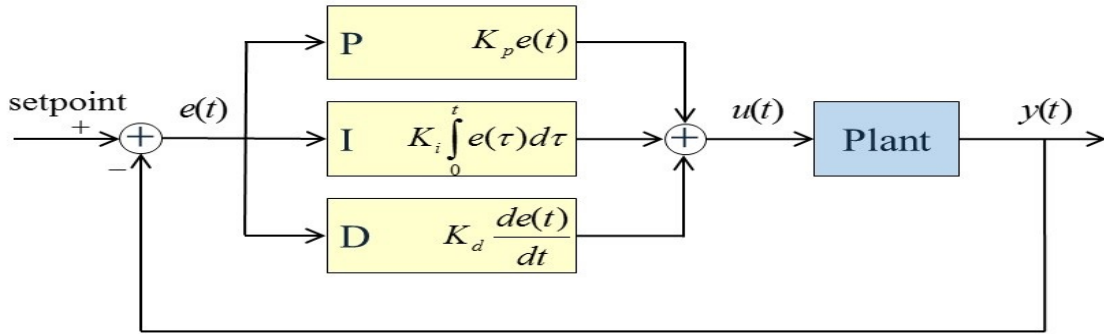 setpoint
+
−
+
e(t)
P K_p e(t)
I K_i ∫_0^t e(τ)dτ
D K_d de(t)/dt
+
u(t)
Plant
y(t)